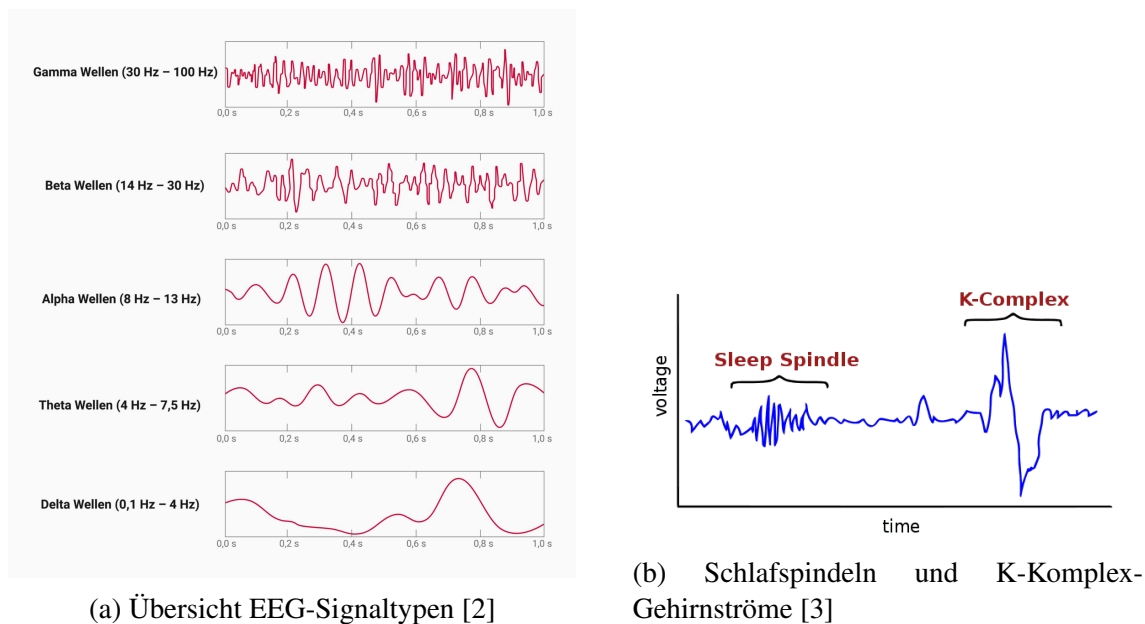 Gamma Wellen (30 Hz – 100 Hz)
0,0 s 0,2 s 0,4 s 0,6 s 0,8 s 1,0 s
Beta Wellen (14 Hz – 30 Hz)
0,0 s 0,2 s 0,4 s 0,6 s 0,8 s 1,0 s
Alpha Wellen (8 Hz – 13 Hz)
0,0 s 0,2 s 0,4 s 0,6 s 0,8 s 1,0 s
Theta Wellen (4 Hz – 7,5 Hz)
0,0 s 0,2 s 0,4 s 0,6 s 0,8 s 1,0 s
Delta Wellen (0,1 Hz – 4 Hz)
0,0 s 0,2 s 0,4 s 0,6 s 0,8 s 1,0 s
(a) Übersicht EEG-Signaltypen [2]
K-Complex
Sleep Spindle
voltage
time
(b) Schlafspindeln und K-Komplex-
Gehirnströme [3]